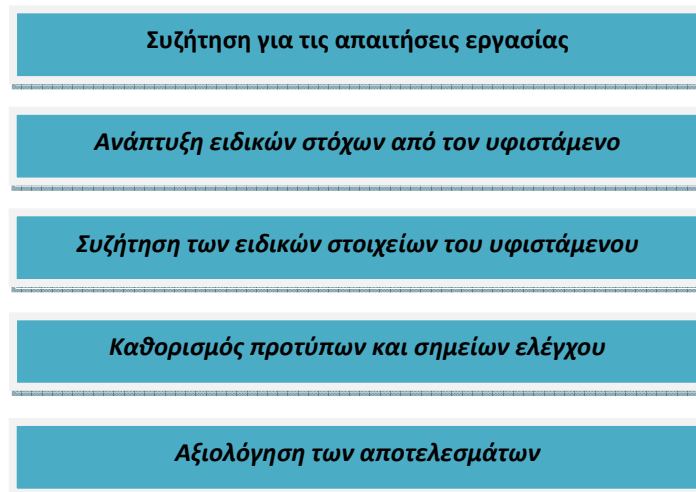 Συζήτηση για τις απαιτήσεις εργασίας
Ανάπτυξη ειδικών στόχων από τον υφιστάμενο
Συζήτηση των ειδικών στοιχείων του υφιστάμενου
Καθορισμός προτύπων και σημείων ελέγχου
Αξιολόγηση των αποτελεσμάτων